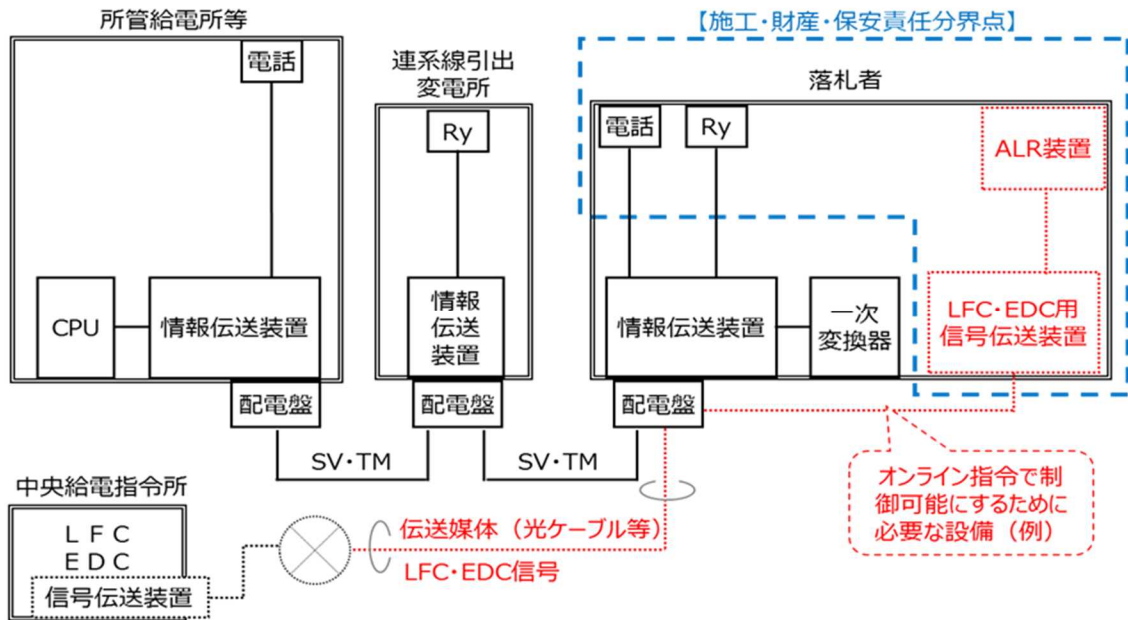 所管給電所等
電話
CPU
情報伝送装置
配電盤
連系線引出
変電所
Ry
情報
伝送
装置
配電盤
【施工・財産・保安責任分界点】
落札者
電話
Ry
ALR装置
情報伝送装置
一次
変換器
LFC・EDC用
信号伝送装置
配電盤
SV・TM
SV・TM
オンライン指令で制
御可能にするために
必要な設備（例）
中央給電指令所
ＬＦＣ
ＥＤＣ
信号伝送装置
伝送媒体（光ケーブル等）
LFC・EDC信号